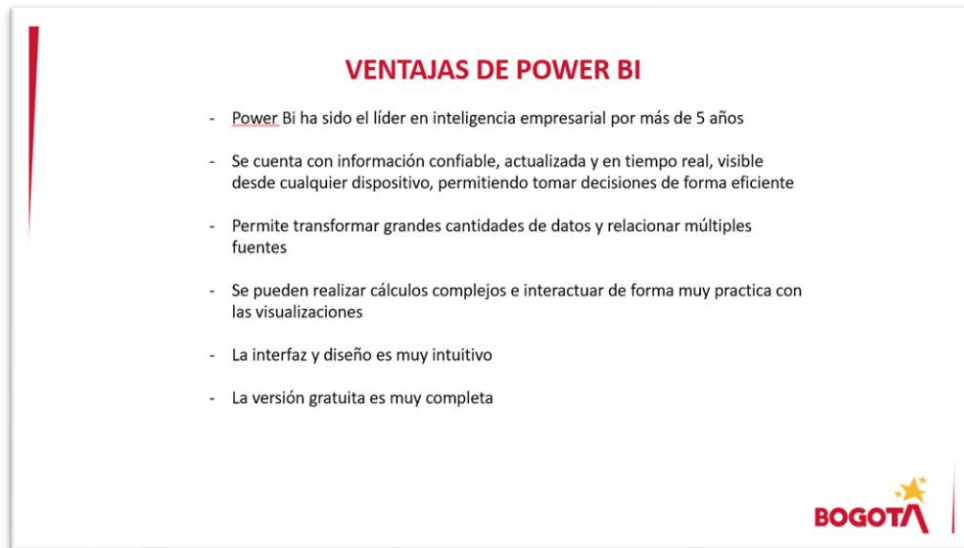 VENTAJAS DE POWER BI
- Power Bi ha sido el líder en inteligencia empresarial por más de 5 años
- Se cuenta con información confiable, actualizada y en tiempo real, visible
desde cualquier dispositivo, permitiendo tomar decisiones de forma eficiente
- Permite transformar grandes cantidades de datos y relacionar múltiples
fuentes
- Se pueden realizar cálculos complejos e interactuar de forma muy practica con
las visualizaciones
- La interfaz y diseño es muy intuitivo
- La versión gratuita es muy completa
BOGOTA